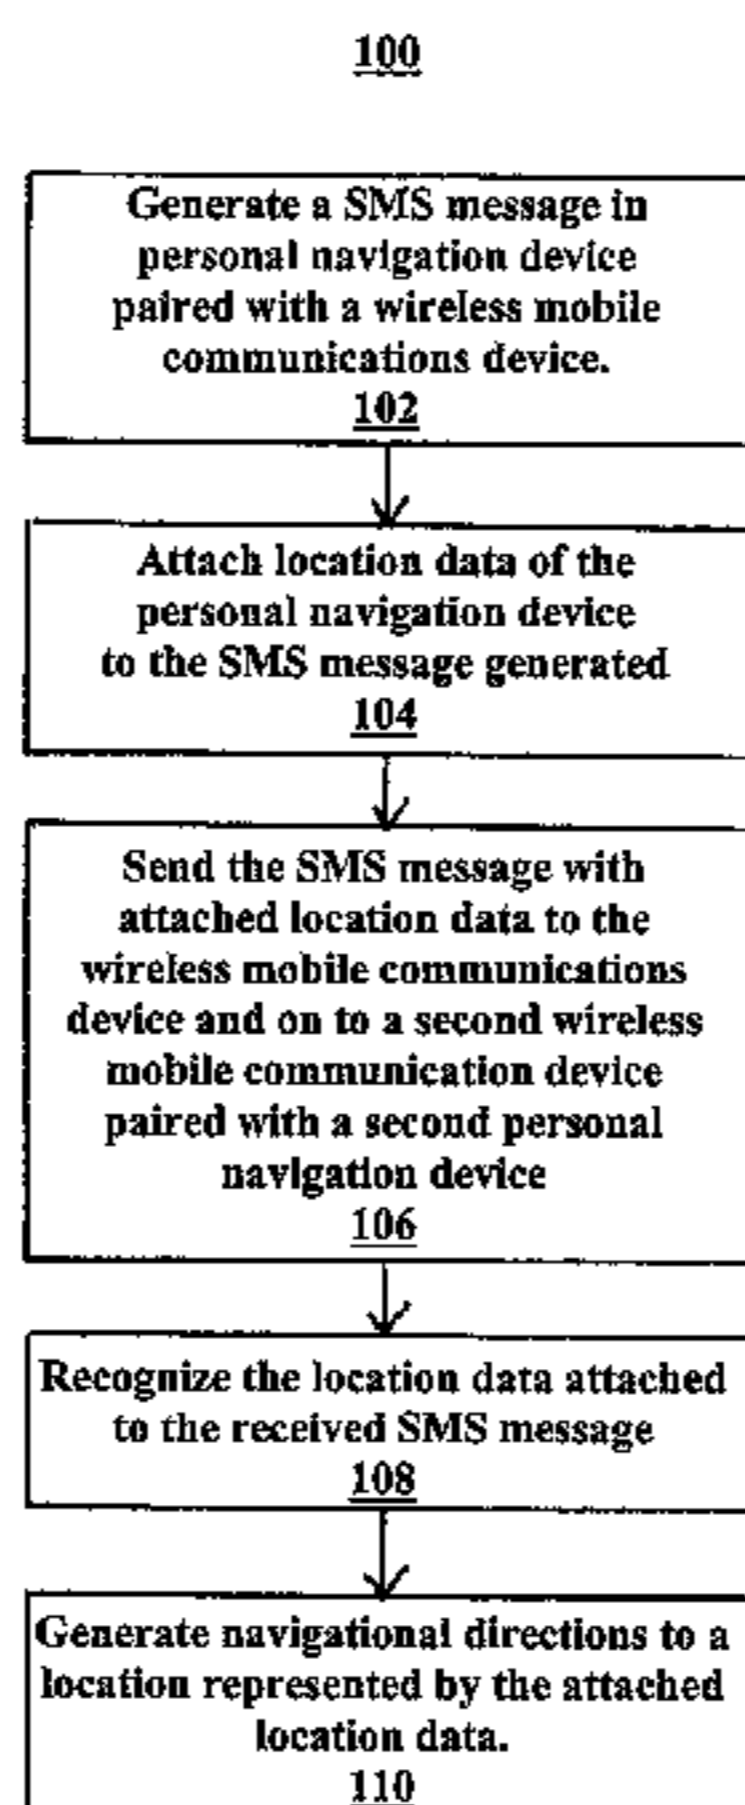 100
Generate a SMS message in
personal navigation device
paired with a wireless mobile
communications device.
102
Attach location data of the
personal navigation device
to the SMS message generated
104
Send the SMS message with
attached location data to the
wireless mobile communications
device and on to a second wireless
mobile communication device
paired with a second personal
navigation device
106
Recognize the location data attached
to the received SMS message
108
Generate navigational directions to a
location represented by the attached
location data.
110